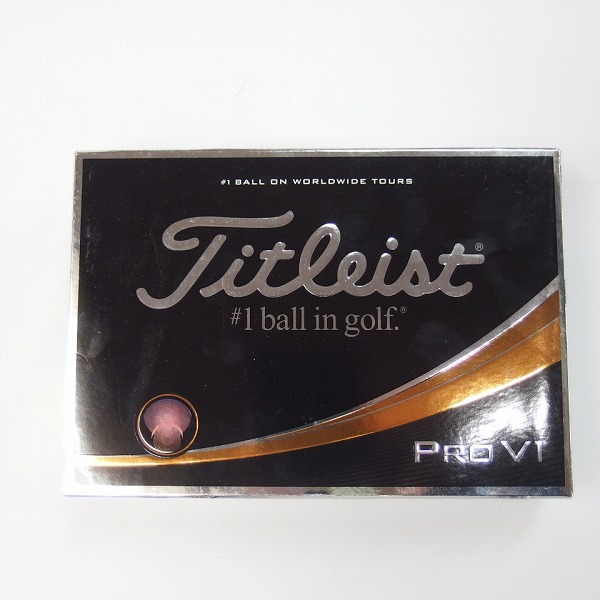 #1 BALL ON WORLDWIDE TOURS
Titleist®
#1 ball in golf.®
PRO V1